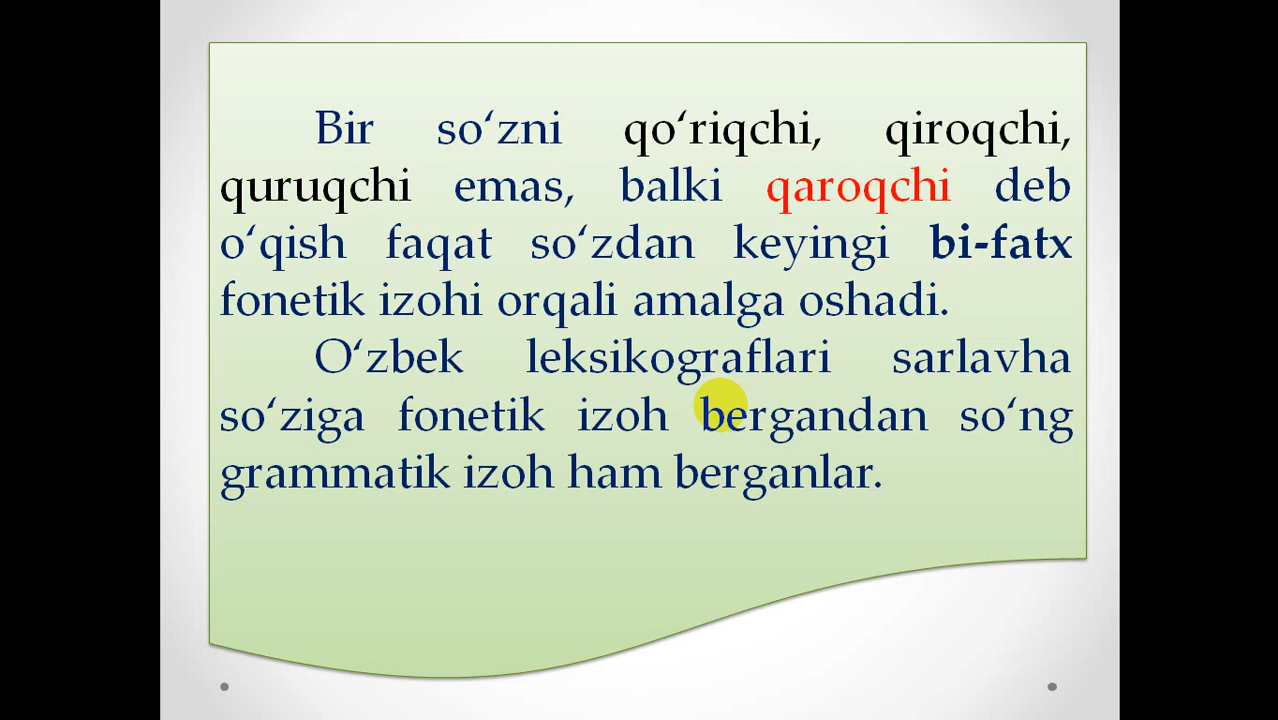 Bir so‘zni qo‘riqchi, qiroqchi,
quruqchi emas, balki qaroqchi deb
o‘qish faqat so‘zdan keyingi bi-fatx
fonetik izohi orqali amalga oshadi.
O‘zbek leksikograflari sarlavha
so‘ziga fonetik izoh bergandan so‘ng
grammatik izoh ham berganlar.